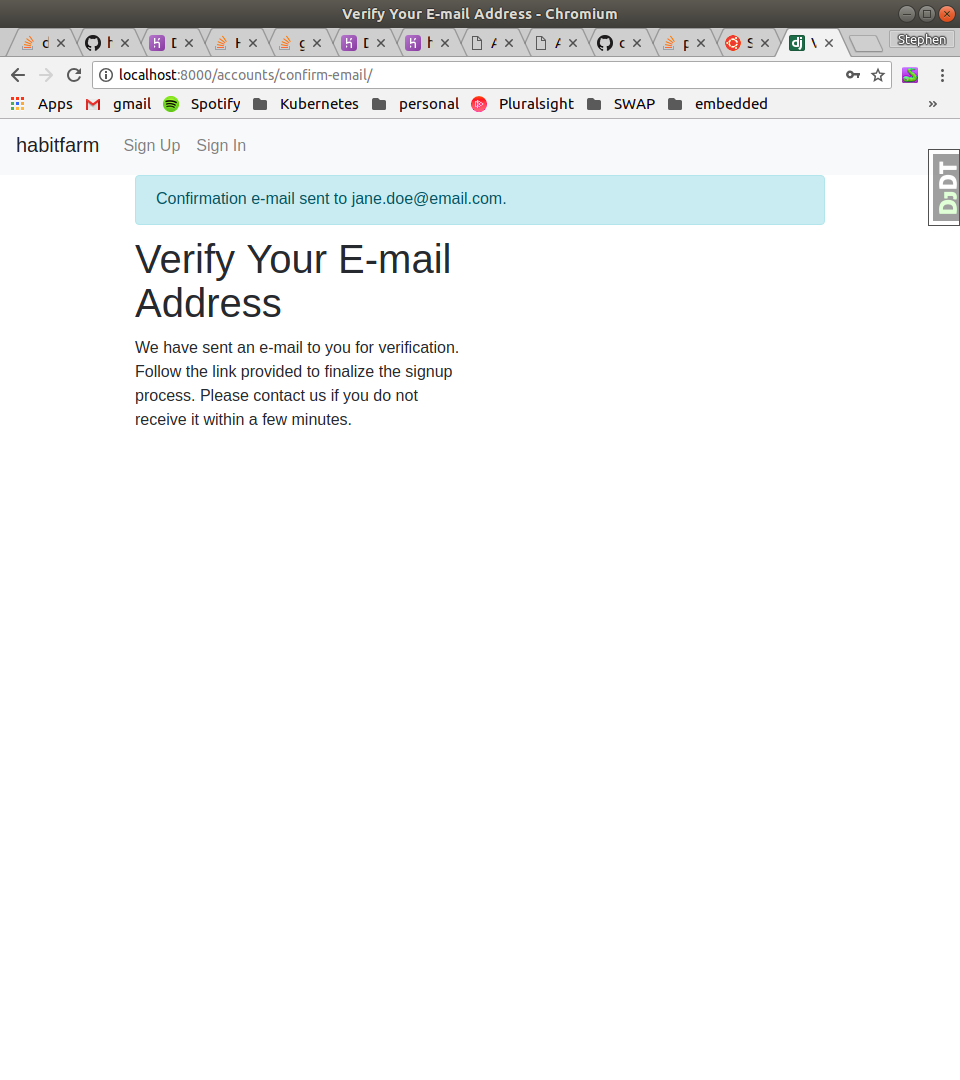 Verify Your E-mail Address - Chromium
Stephen
localhost:8000/accounts/confirm-email/
Apps gmail Spotify Kubernetes personal Pluralsight SWAP embedded »
habitfarm Sign Up Sign In
DJDT
Confirmation e-mail sent to jane.doe@email.com.
Verify Your E-mail
Address
We have sent an e-mail to you for verification.
Follow the link provided to finalize the signup
process. Please contact us if you do not
receive it within a few minutes.